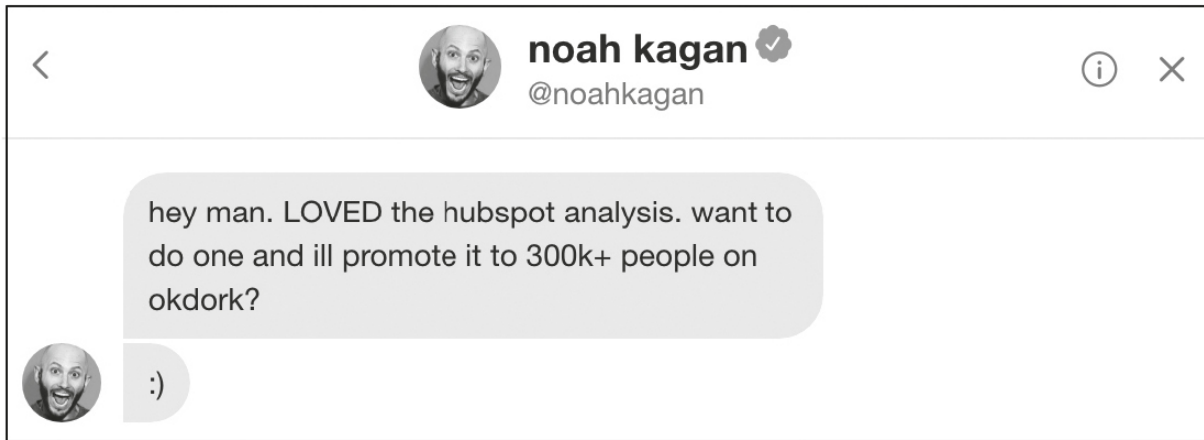 noah kagan
@noahkagan
hey man. LOVED the hubspot analysis. want to
do one and ill promote it to 300k+ people on
okdork?
:)